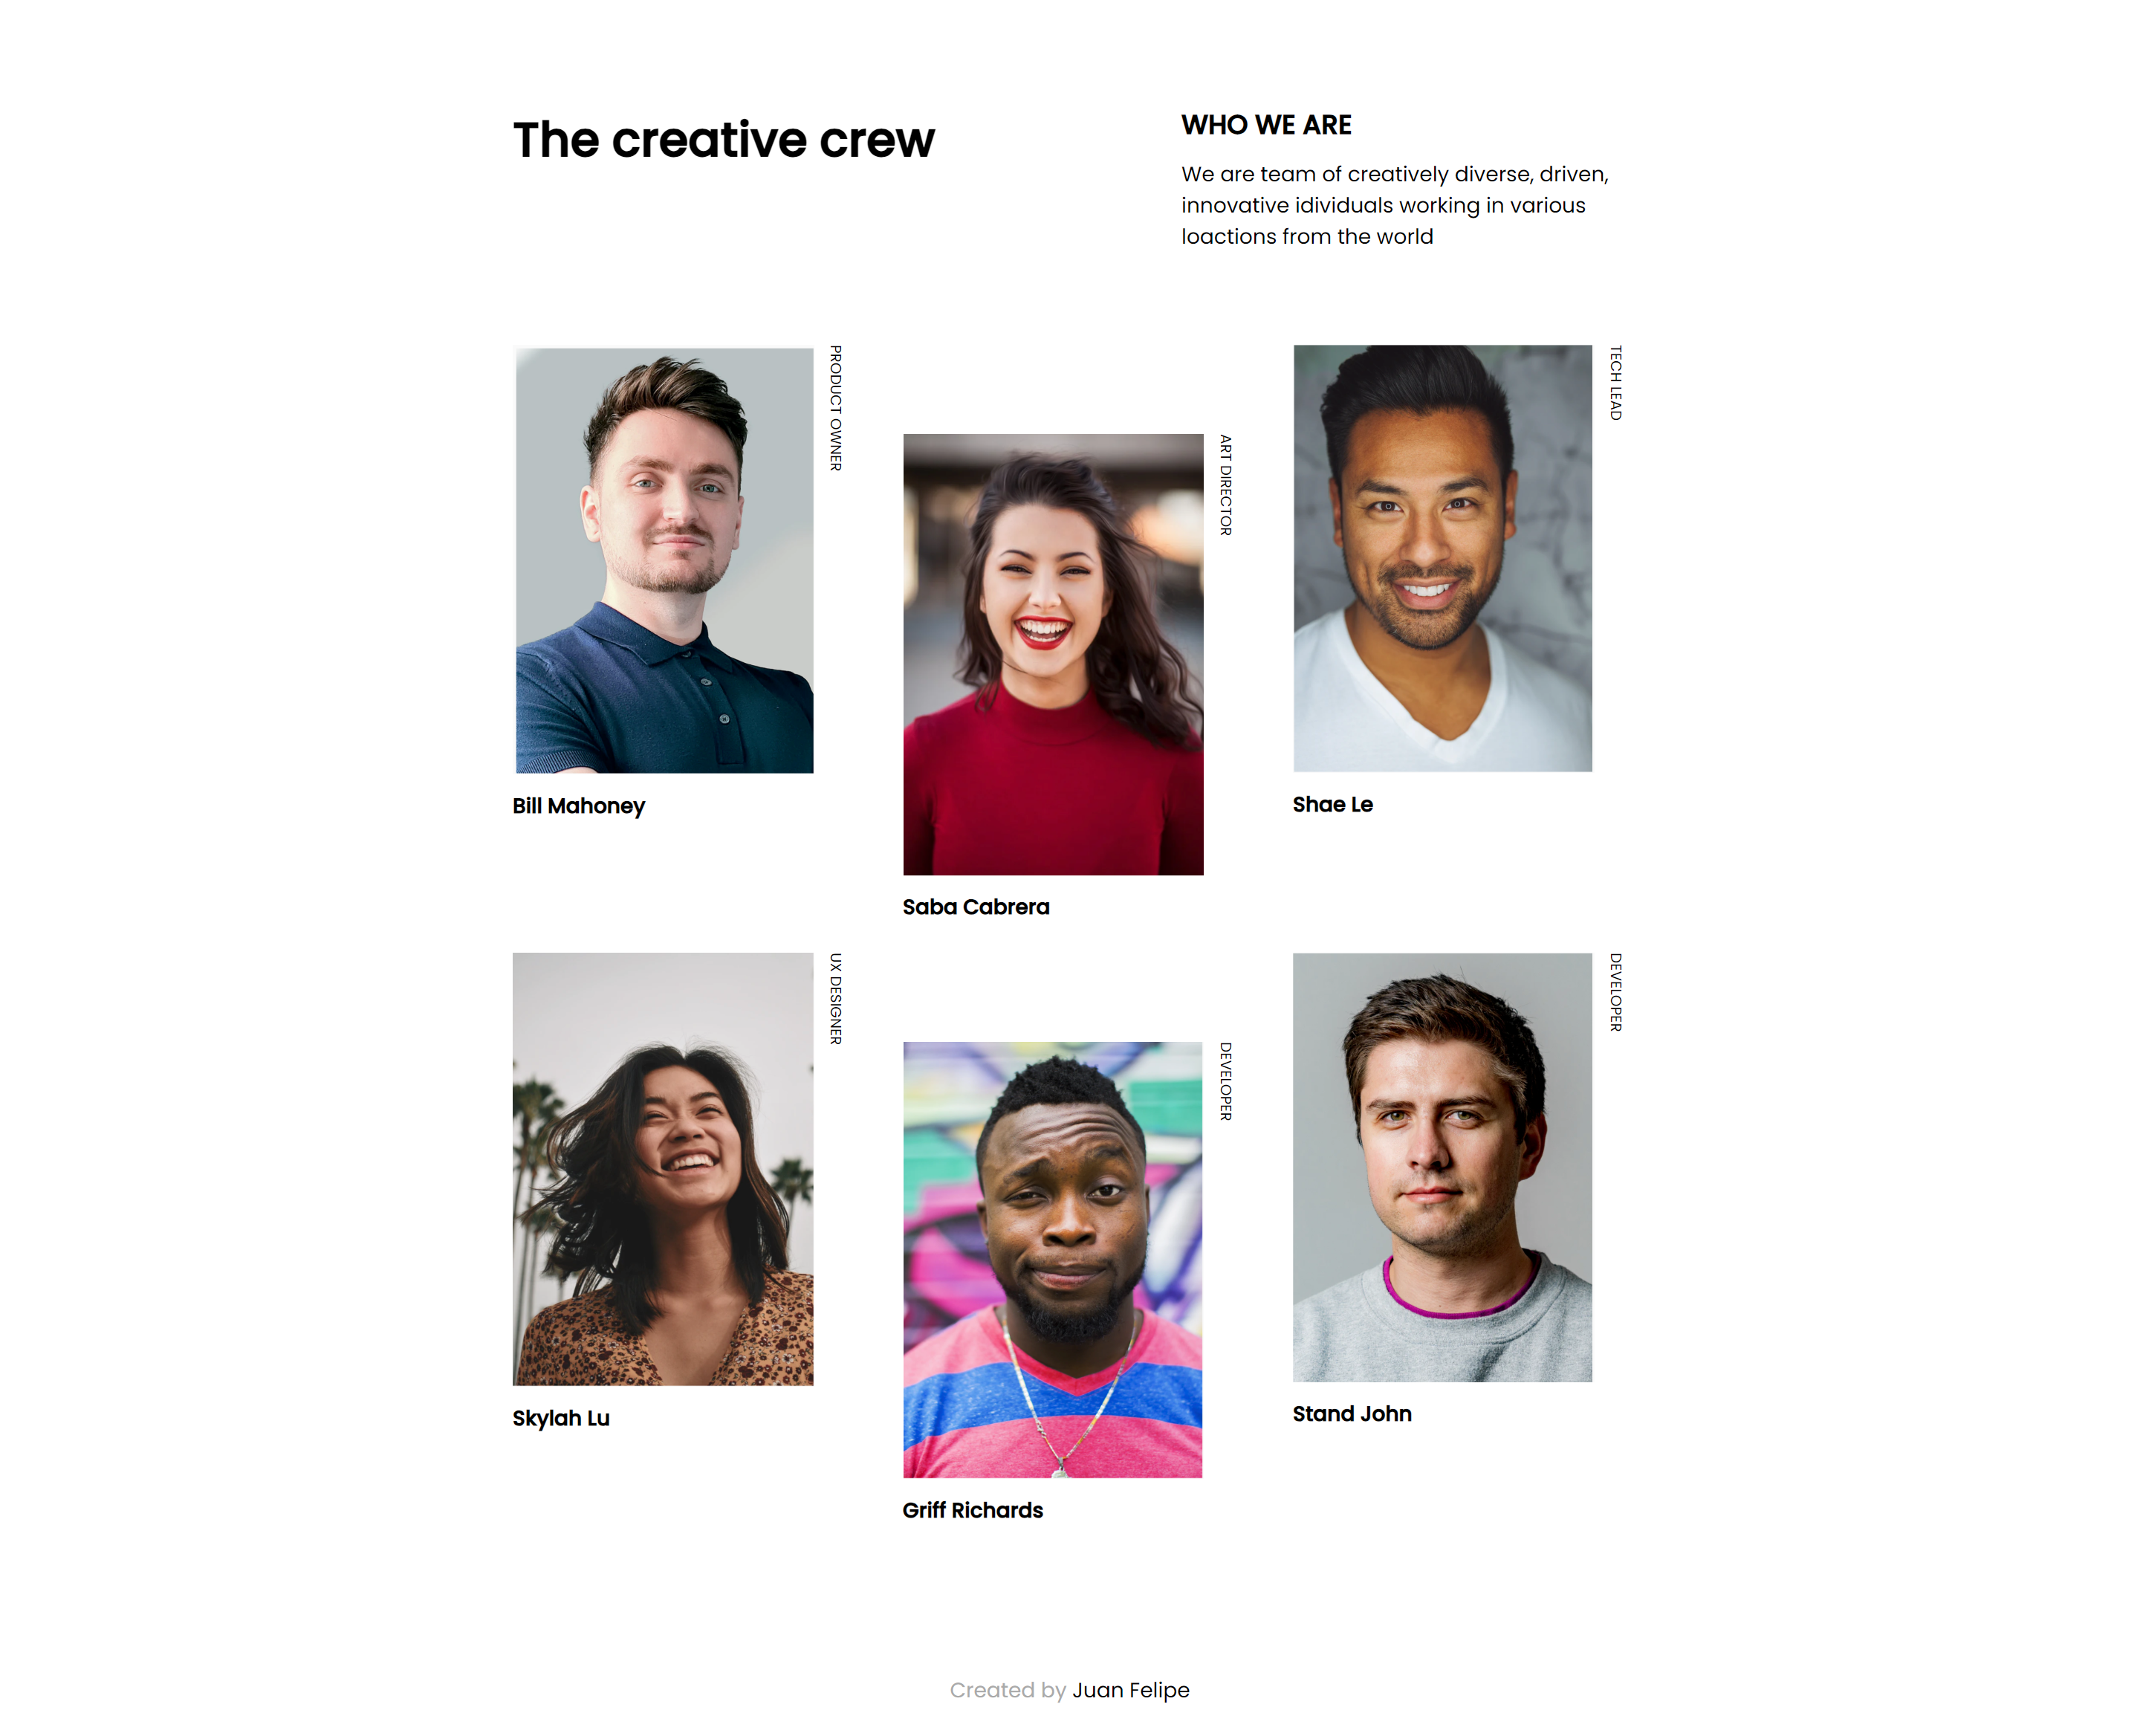 The creative crew
WHO WE ARE
We are team of creatively diverse, driven,
innovative idividuals working in various
loactions from the world
PRODUCT OWNER
Bill Mahoney
ART DIRECTOR
Saba Cabrera
TECH LEAD
Shae Le
UX DESIGNER
Skylah Lu
DEVELOPER
Griff Richards
DEVELOPER
Stand John
Created by Juan Felipe